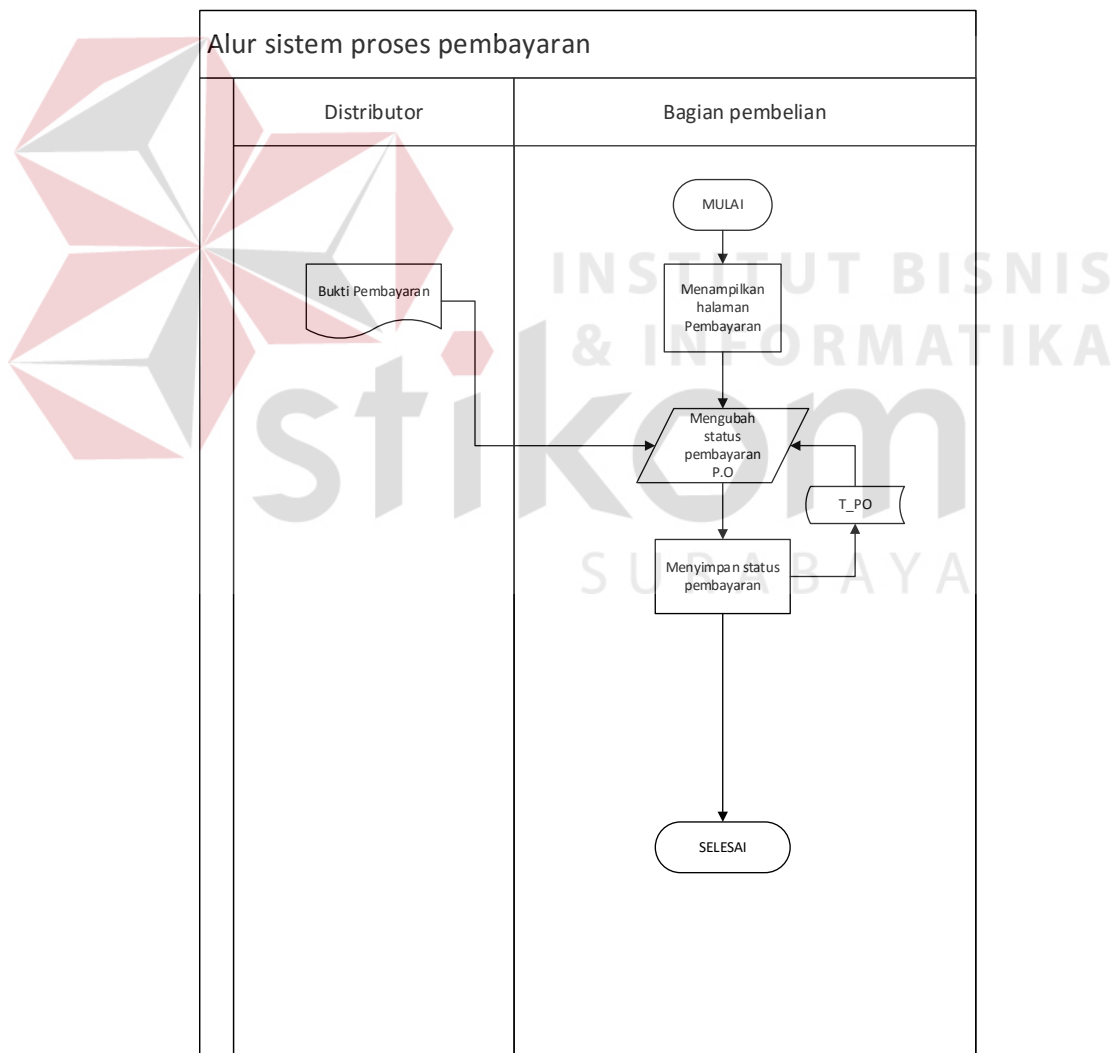 Alur sistem proses pembayaran
Distributor
Bagian pembelian
MULAI
Bukti Pembayaran
Menampilkan
halaman
Pembayaran
Mengubah
status
pembayaran
P.O
T_PO
Menyimpan status
pembayaran
SELESAI
INSTITUT BISNIS
& INFORMATIKA
stikom
SURABAYA